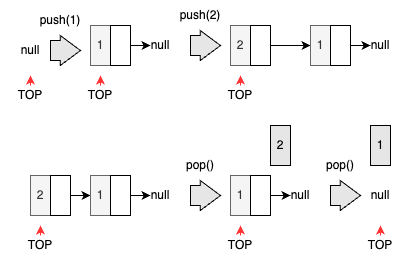 push(1)
push(2)
null
1
null
2
1
null
TOP
TOP
TOP
2
1
pop()
pop()
2
1
null
1
null
null
TOP
TOP
TOP